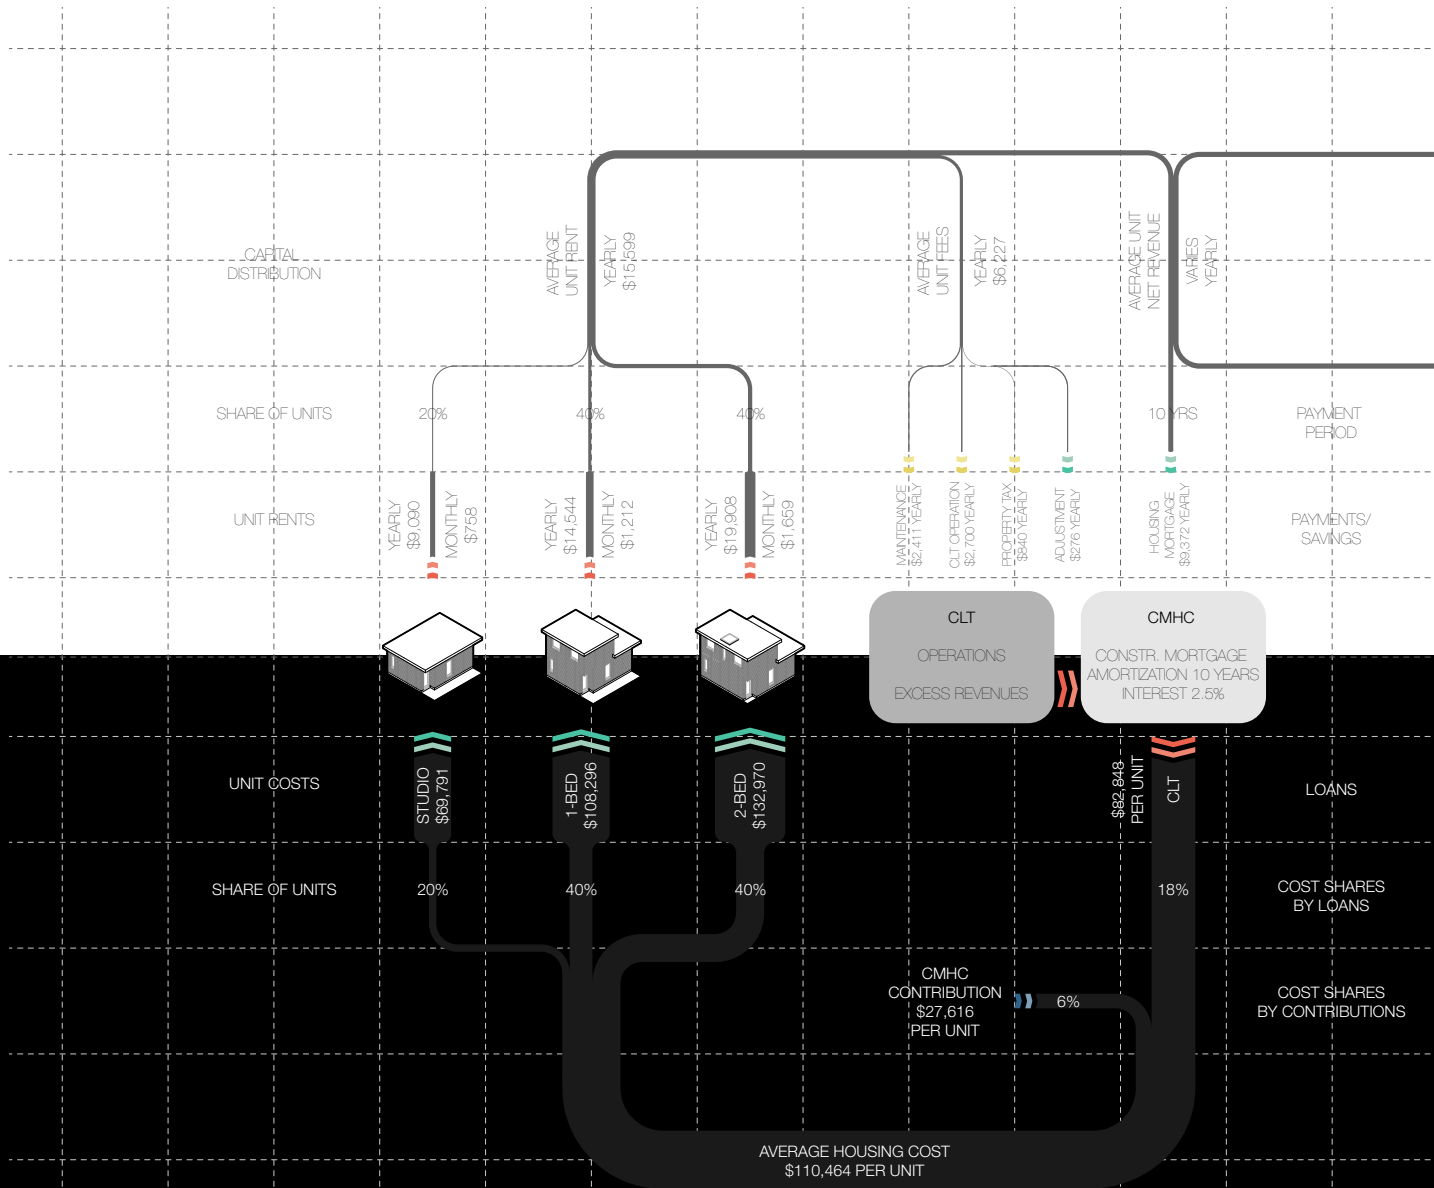 CAPITAL
DISTRIBUTION
AVERAGE
UNIT RENT
YEARLY
$15,599
AVERAGE
UNIT FEES
YEARLY
$6,227
AVERAGE UNIT
NET REVENUE
VARIES
YEARLY
SHARE OF UNITS
20%
40%
40%
10 YRS
PAYMENT
PERIOD
UNIT RENTS
YEARLY
$9,090
MONTHLY
$758
YEARLY
$14,544
MONTHLY
$1,212
YEARLY
$19,908
MONTHLY
$1,659
MAINTENANCE
$2,411 YEARLY
CLT OPERATION
$2,700 YEARLY
PROPERTY TAX
$840 YEARLY
ADJUSTMENT
$276 YEARLY
HOUSING
MORTGAGE
$9,372 YEARLY
PAYMENTS/
SAVINGS
CLT
OPERATIONS
EXCESS REVENUES
CMHC
CONSTR. MORTGAGE
AMORTIZATION 10 YEARS
INTEREST 2.5%
UNIT COSTS
STUDIO
$69,791
1-BED
$108,296
2-BED
$132,970
$82,848
PER UNIT
CLT
LOANS
SHARE OF UNITS
20%
40%
40%
18%
COST SHARES
BY LOANS
CMHC
CONTRIBUTION
$27,616
PER UNIT
6%
COST SHARES
BY CONTRIBUTIONS
AVERAGE HOUSING COST
$110,464 PER UNIT